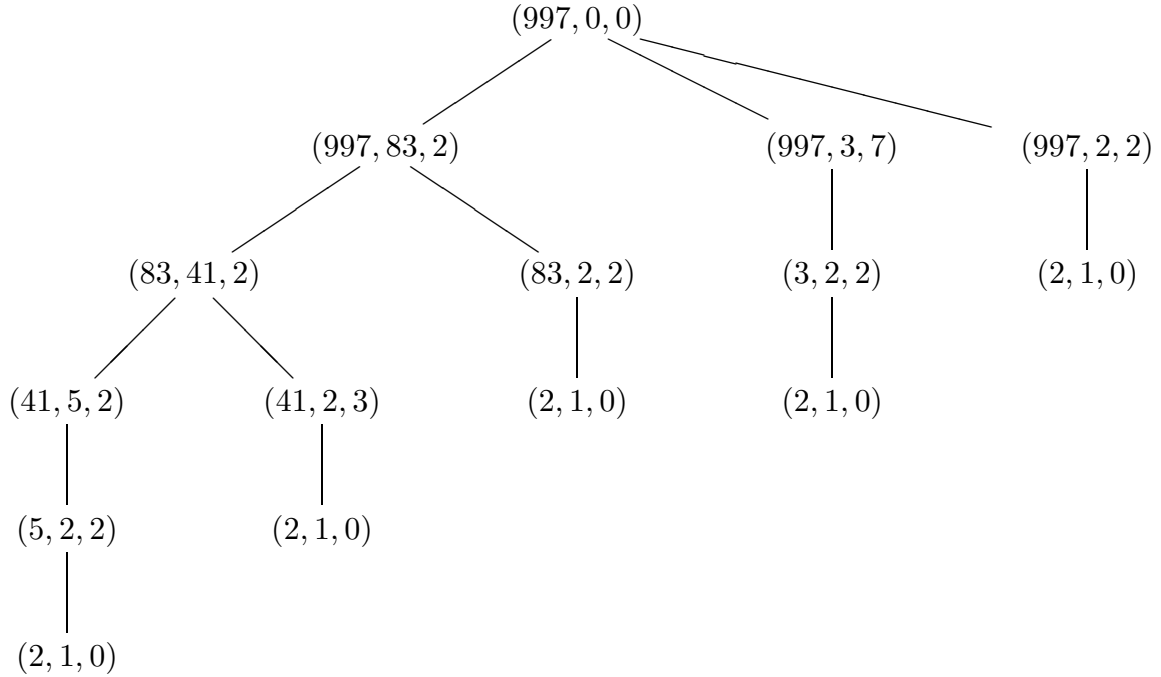 (997, 0, 0)
(997, 83, 2) (997, 3, 7) (997, 2, 2)
(83, 41, 2) (83, 2, 2) (3, 2, 2) (2, 1, 0)
(41, 5, 2) (41, 2, 3) (2, 1, 0) (2, 1, 0)
(5, 2, 2) (2, 1, 0)
(2, 1, 0)